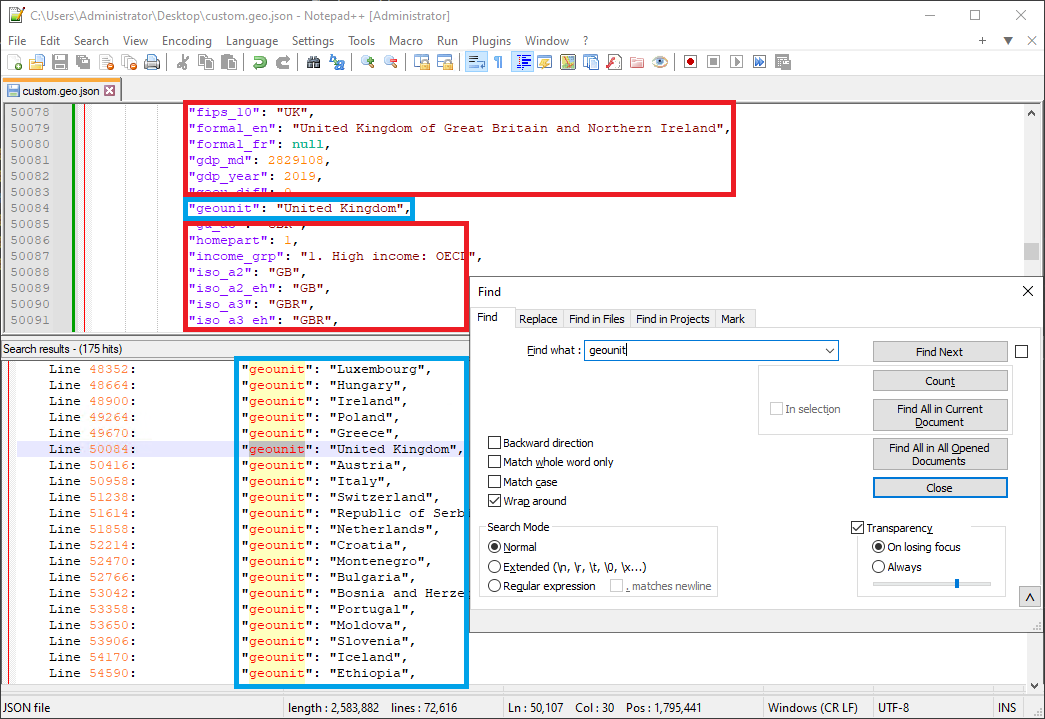 C:\Users\Administrator\Desktop\custom.geo.json - Notepad++ [Administrator]
File Edit Search View Encoding Language Settings Tools Macro Run Plugins Window ?
custom.geo.json
50078 "fips_10": "UK",
50079 "formal_en": "United Kingdom of Great Britain and Northern Ireland",
50080 "formal_fr": null,
50081 "gdp_md": 2829108,
50082 "gdp_year": 2019,
50083
50084 "geounit": "United Kingdom",
50085
50086 "homepart": 1,
50087 "income_grp": "1. High income: OECD",
50088 "iso_a2": "GB",
50089 "iso_a2_eh": "GB",
50090 "iso_a3": "GBR",
50091 "iso_a3_eh": "GBR",
Search results - (175 hits)
Line 48352: "geounit": "Luxembourg",
Line 48664: "geounit": "Hungary",
Line 48900: "geounit": "Ireland",
Line 49264: "geounit": "Poland",
Line 49670: "geounit": "Greece",
Line 50084: "geounit": "United Kingdom",
Line 50416: "geounit": "Austria",
Line 50958: "geounit": "Italy",
Line 51238: "geounit": "Switzerland",
Line 51614: "geounit": "Republic of Serb
Line 51858: "geounit": "Netherlands",
Line 52214: "geounit": "Croatia",
Line 52470: "geounit": "Montenegro",
Line 52766: "geounit": "Bulgaria",
Line 53042: "geounit": "Bosnia and Herze
Line 53358: "geounit": "Portugal",
Line 53650: "geounit": "Moldova",
Line 53906: "geounit": "Slovenia",
Line 54170: "geounit": "Iceland",
Line 54590: "geounit": "Ethiopia",
Find
Find Replace Find in Files Find in Projects Mark
Find what : geounit
Find Next
Count
In selection
Find All in Current
Document
Find All in All Opened
Documents
Close
Backward direction
Match whole word only
Match case
Wrap around
Search Mode
Normal
Extended (\n, \r, \t, \0, \x...)
Regular expression . matches newline
Transparency
On losing focus
Always
JSON file length : 2,583,882 lines : 72,616 Ln : 50,107 Col : 30 Pos : 1,795,441 Windows (CR LF) UTF-8 INS